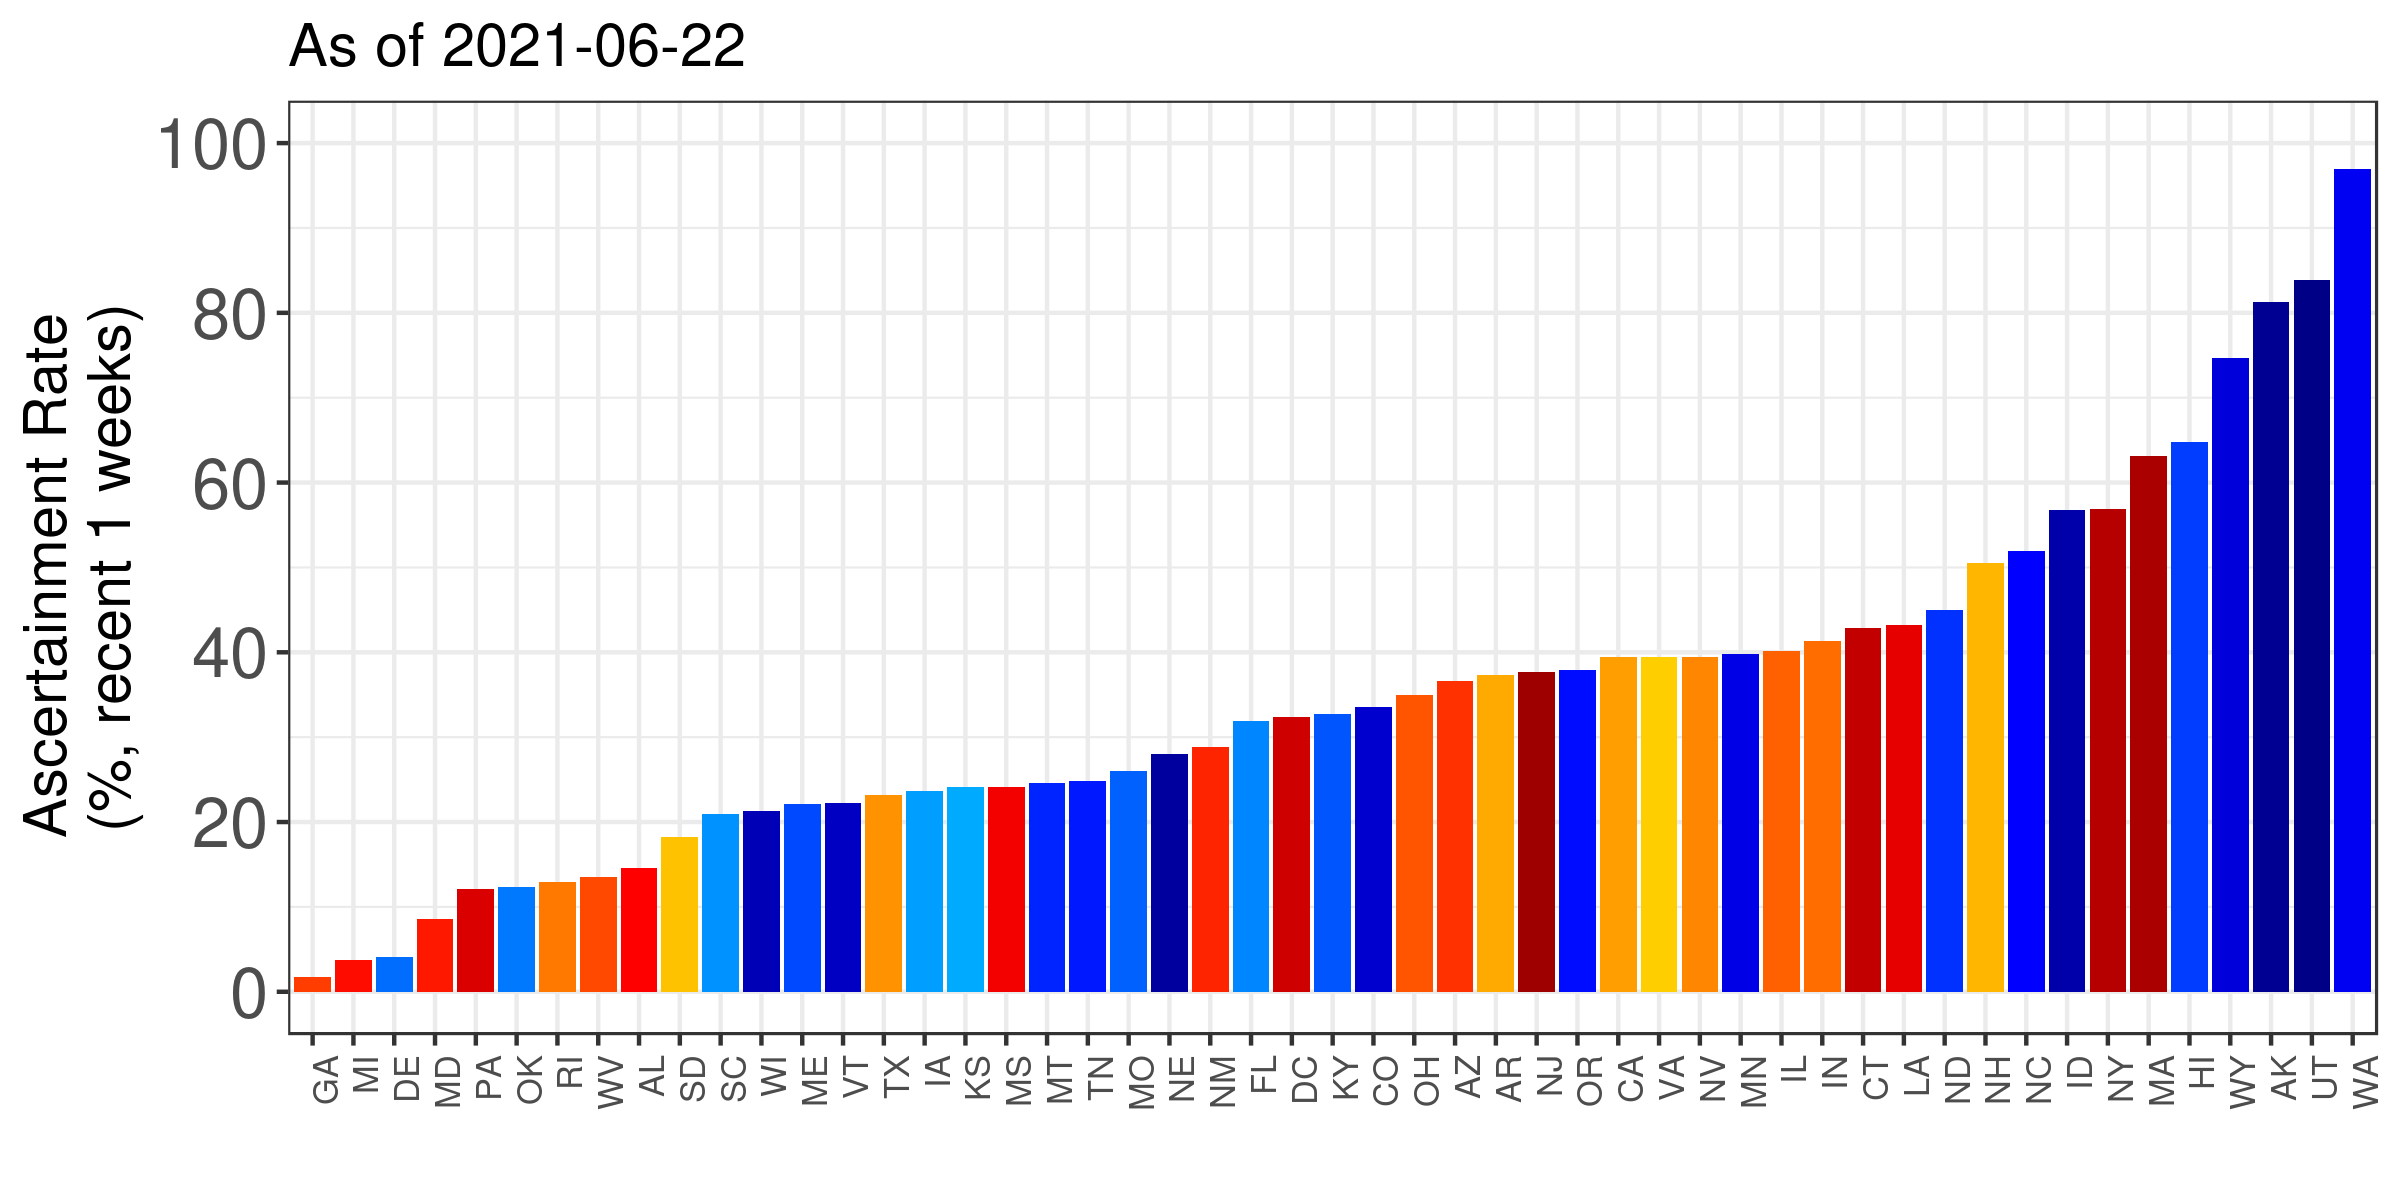 As of 2021-06-22
Ascertainment Rate
(%, recent 1 weeks)
100
80
60
40
20
0
GA MI DE MD PA OK RI WV AL SD SC WI ME VT TX IA KS MS MT TN MO NE NM FL DC KY CO OH AZ AR NJ OR CA VA NV MN IL IN CT LA ND NH NC ID NY MA HI WY AK UT WA